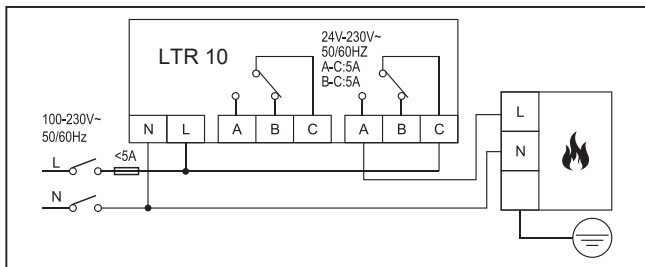 LTR 10
24V-230V~
50/60HZ
A-C:5A
B-C:5A
100-230V~
50/60Hz
N L A B C A B C
L <5A
N
L
N